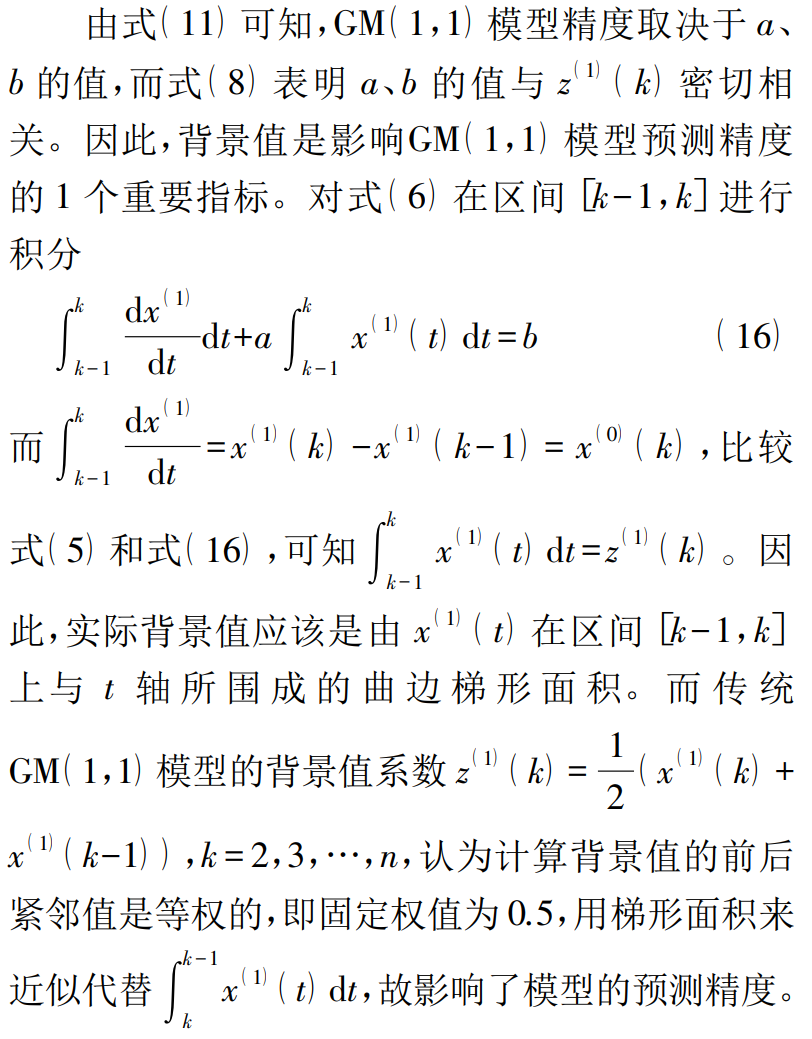 由式(11)可知,GM(1,1)模型精度取决于 a、
b 的值,而式(8)表明 a、b 的值与 z^{(1)}(k)密切相
关。因此,背景值是影响GM(1,1)模型预测精度
的 1 个重要指标。对式(6)在区间[k-1,k]进行
积分
\int_{k-1}^{k} \frac{dx^{(1)}}{dt}dt+a\int_{k-1}^{k} x^{(1)}(t)dt=b (16)
而\int_{k-1}^{k} \frac{dx^{(1)}}{dt}=x^{(1)}(k)-x^{(1)}(k-1)=x^{(0)}(k),比较
式(5)和式(16),可知\int_{k-1}^{k} x^{(1)}(t)dt=z^{(1)}(k)。因
此,实际背景值应该是由 x^{(1)}(t)在区间[k-1,k]
上与 t 轴所围成的曲边梯形面积。而传统
GM(1,1)模型的背景值系数 z^{(1)}(k)=\frac{1}{2}(x^{(1)}(k)+
x^{(1)}(k-1)),k=2,3,…,n,认为计算背景值的前后
紧邻值是等权的,即固定权值为 0.5,用梯形面积来
近似代替\int_{k}^{k-1} x^{(1)}(t)dt,故影响了模型的预测精度。